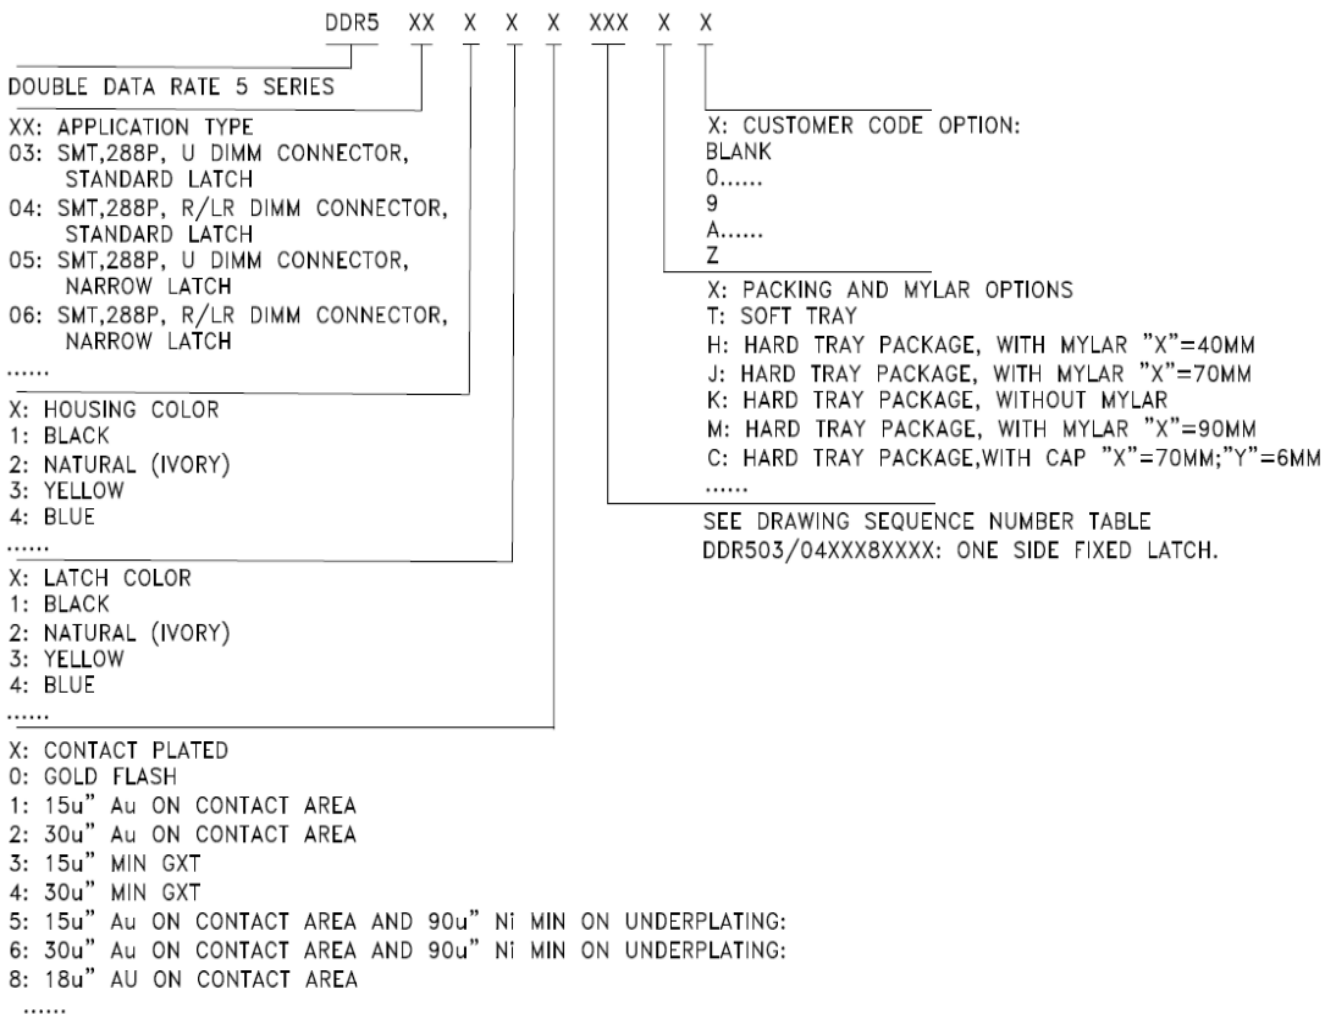 DDR5 XX X X X XXX X X
DOUBLE DATA RATE 5 SERIES
XX: APPLICATION TYPE
03: SMT,288P, U DIMM CONNECTOR,
STANDARD LATCH
04: SMT,288P, R/LR DIMM CONNECTOR,
STANDARD LATCH
05: SMT,288P, U DIMM CONNECTOR,
NARROW LATCH
06: SMT,288P, R/LR DIMM CONNECTOR,
NARROW LATCH
......
X: HOUSING COLOR
1: BLACK
2: NATURAL (IVORY)
3: YELLOW
4: BLUE
......
X: LATCH COLOR
1: BLACK
2: NATURAL (IVORY)
3: YELLOW
4: BLUE
......
X: CONTACT PLATED
0: GOLD FLASH
1: 15u" Au ON CONTACT AREA
2: 30u" Au ON CONTACT AREA
3: 15u" MIN GXT
4: 30u" MIN GXT
5: 15u" Au ON CONTACT AREA AND 90u" Ni MIN ON UNDERPLATING:
6: 30u" Au ON CONTACT AREA AND 90u" Ni MIN ON UNDERPLATING:
8: 18u" AU ON CONTACT AREA
......
X: CUSTOMER CODE OPTION:
BLANK
0......
9
A......
Z
X: PACKING AND MYLAR OPTIONS
T: SOFT TRAY
H: HARD TRAY PACKAGE, WITH MYLAR "X"=40MM
J: HARD TRAY PACKAGE, WITH MYLAR "X"=70MM
K: HARD TRAY PACKAGE, WITHOUT MYLAR
M: HARD TRAY PACKAGE, WITH MYLAR "X"=90MM
C: HARD TRAY PACKAGE,WITH CAP "X"=70MM;"Y"=6MM
......
SEE DRAWING SEQUENCE NUMBER TABLE
DDR503/04XXX8XXXX: ONE SIDE FIXED LATCH.